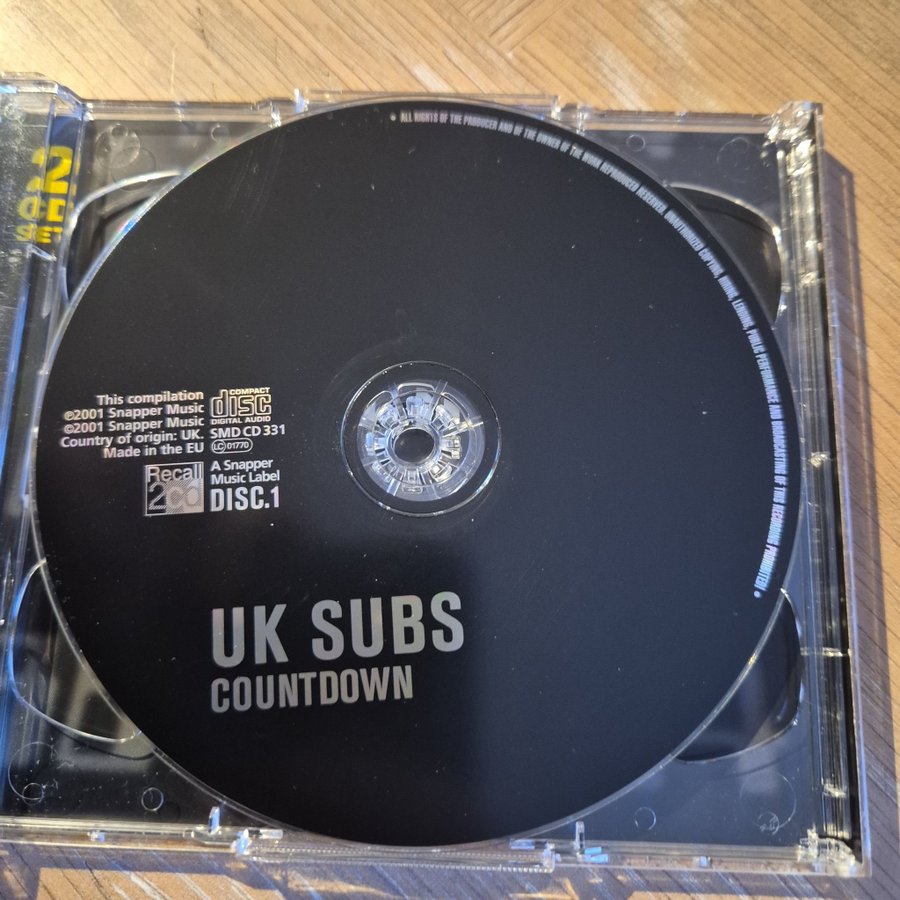 2
CD
SET
● ALL RIGHTS OF THE PRODUCER AND OF THE OWNER OF THE WORK REPRODUCED RESERVED. UNAUTHORIZED COPYING, HIRING, LENDING, PUBLIC PERFORMANCE AND BROADCASTING OF THIS RECORDING PROHIBITED ●
This compilation
℗2001 Snapper Music
©2001 Snapper Music
Country of origin: UK.
Made in the EU
COMPACT
disc
DIGITAL AUDIO
SMD CD 331
LC 01770
Recall
2cd
A Snapper
Music Label
DISC.1
UK SUBS
COUNTDOWN